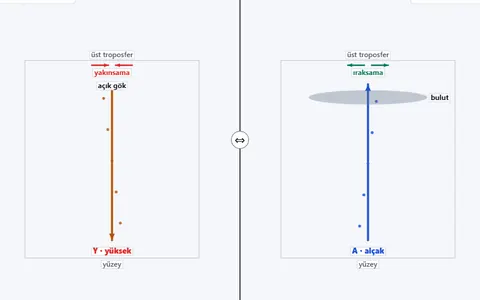 üst troposfer
yakınsama
açık gök
Y · yüksek
yüzey
üst troposfer
ıraksama
bulut
A · alçak
yüzey